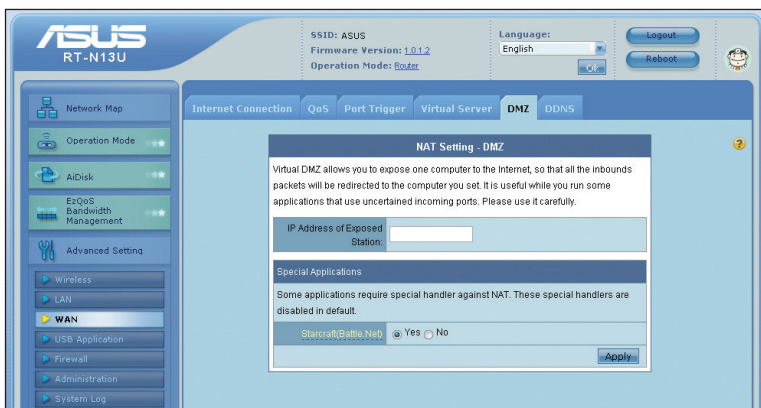 ASUS
RT-N13U
SSID: ASUS
Firmware Version: 1.0.1.2
Operation Mode: Router
Language:
English
Ok
Logout
Reboot
Network Map
Operation Mode
AiDisk
EzQoS
Bandwidth
Management
Advanced Setting
Wireless
LAN
WAN
USB Application
Firewall
Administration
System Log
Internet Connection QoS Port Trigger Virtual Server DMZ DDNS
NAT Setting - DMZ
Virtual DMZ allows you to expose one computer to the Internet, so that all the inbounds
packets will be redirected to the computer you set. It is useful while you run some
applications that use uncertained incoming ports. Please use it carefully.
IP Address of Exposed
Station:
Special Applications
Some applications require special handler against NAT. These special handlers are
disabled in default.
Starcraft(Battle.Net) Yes No
Apply
?